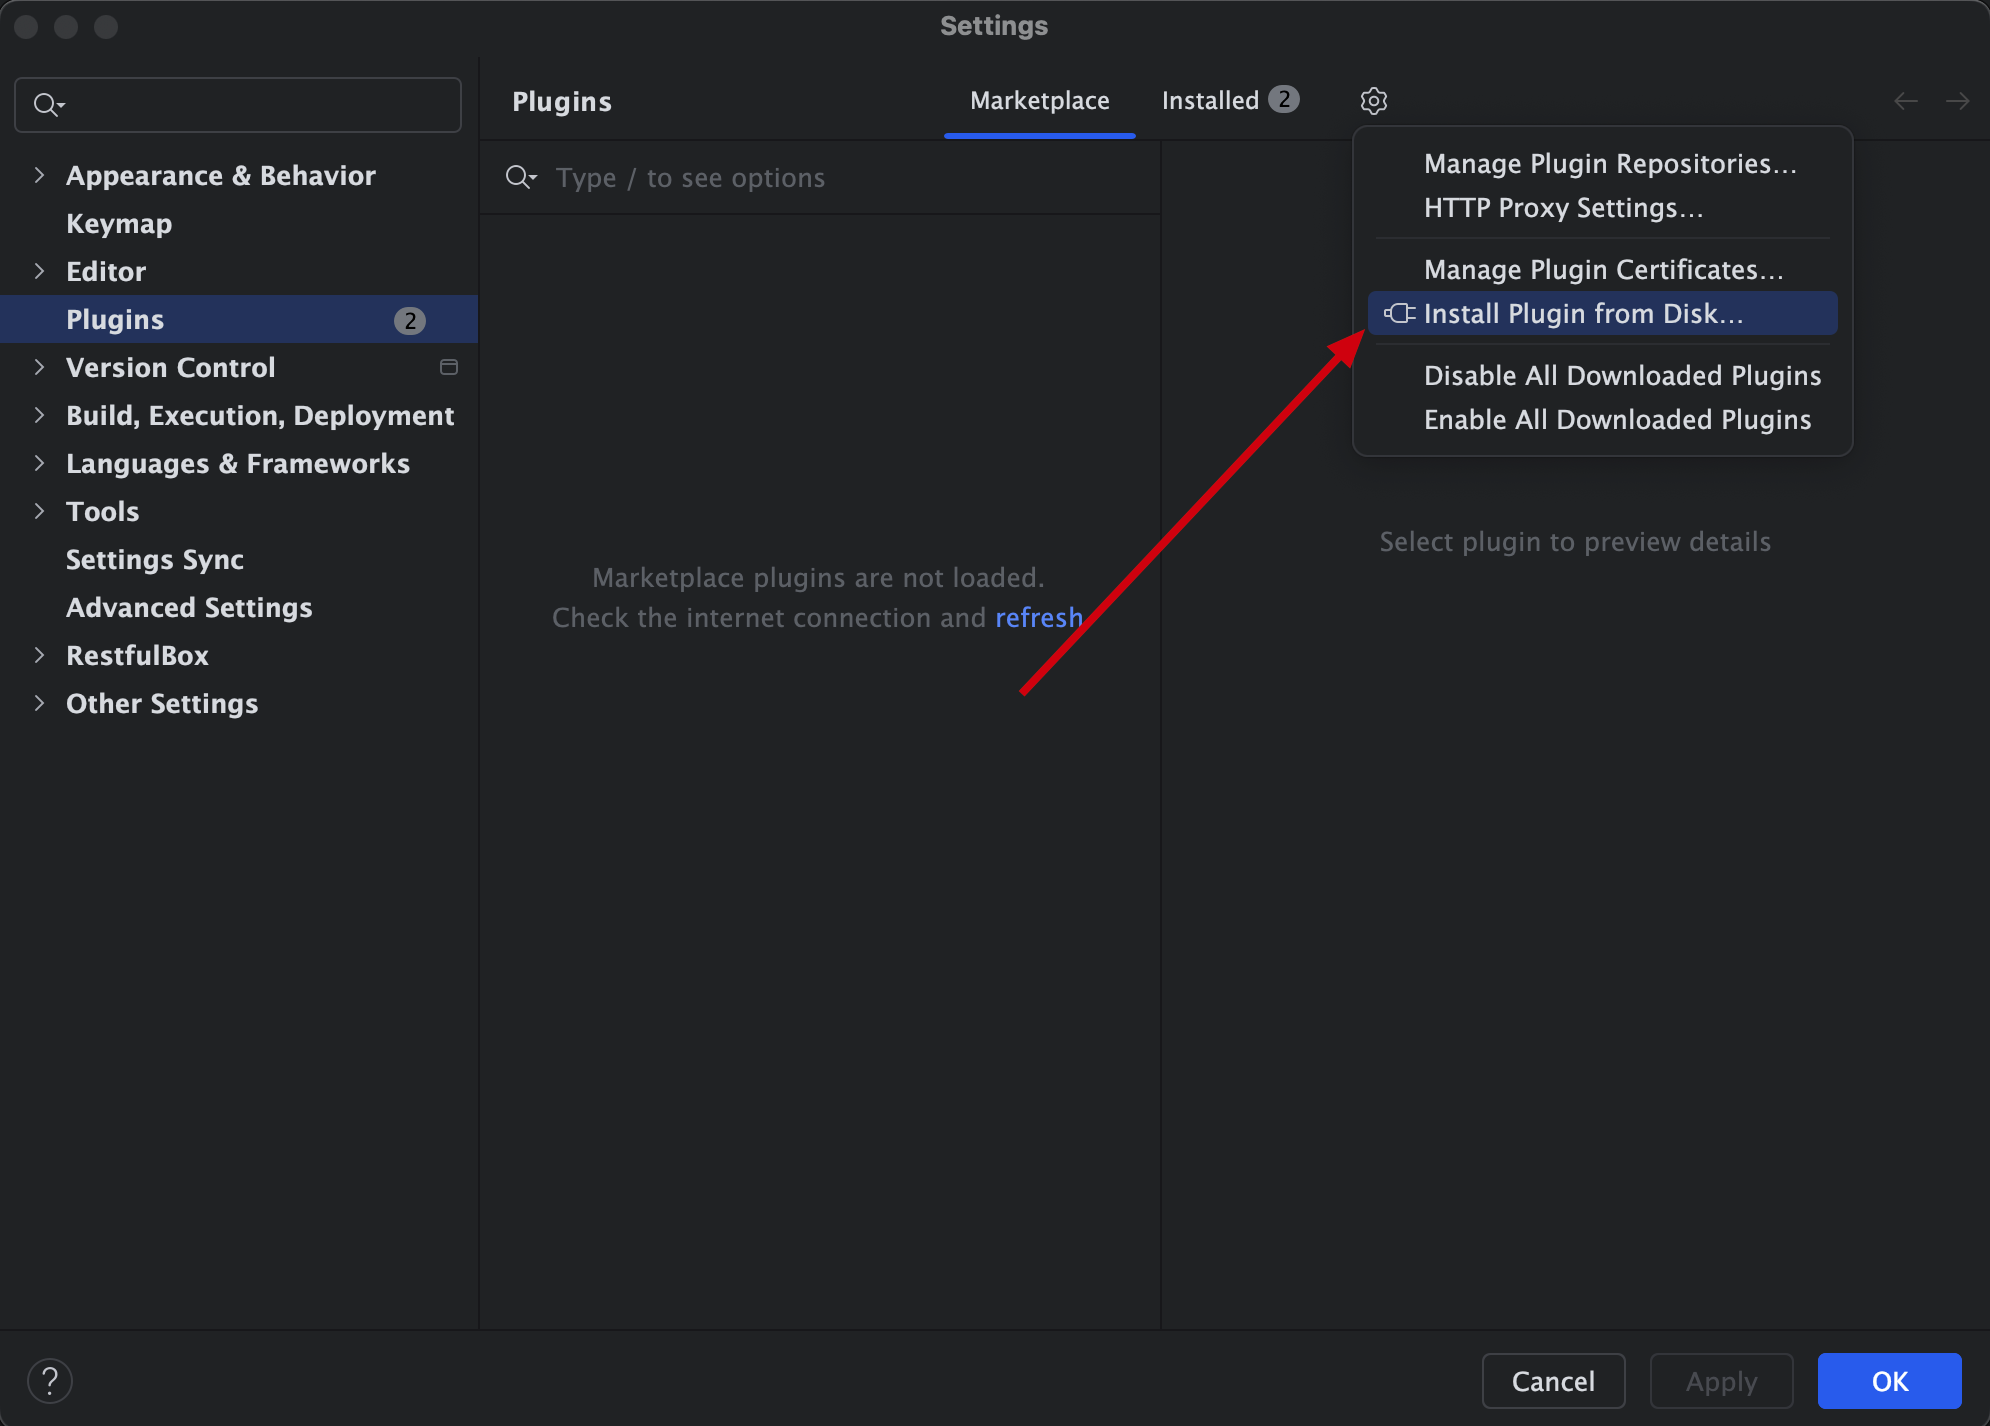 Settings
Appearance & Behavior
Keymap
Editor
Plugins
2
Version Control
Build, Execution, Deployment
Languages & Frameworks
Tools
Settings Sync
Advanced Settings
RestfulBox
Other Settings
Plugins
Marketplace
Installed 2
Type / to see options
Marketplace plugins are not loaded.
Check the internet connection and refresh
Manage Plugin Repositories...
HTTP Proxy Settings...
Manage Plugin Certificates...
Install Plugin from Disk...
Disable All Downloaded Plugins
Enable All Downloaded Plugins
Select plugin to preview details
?
Cancel
Apply
OK